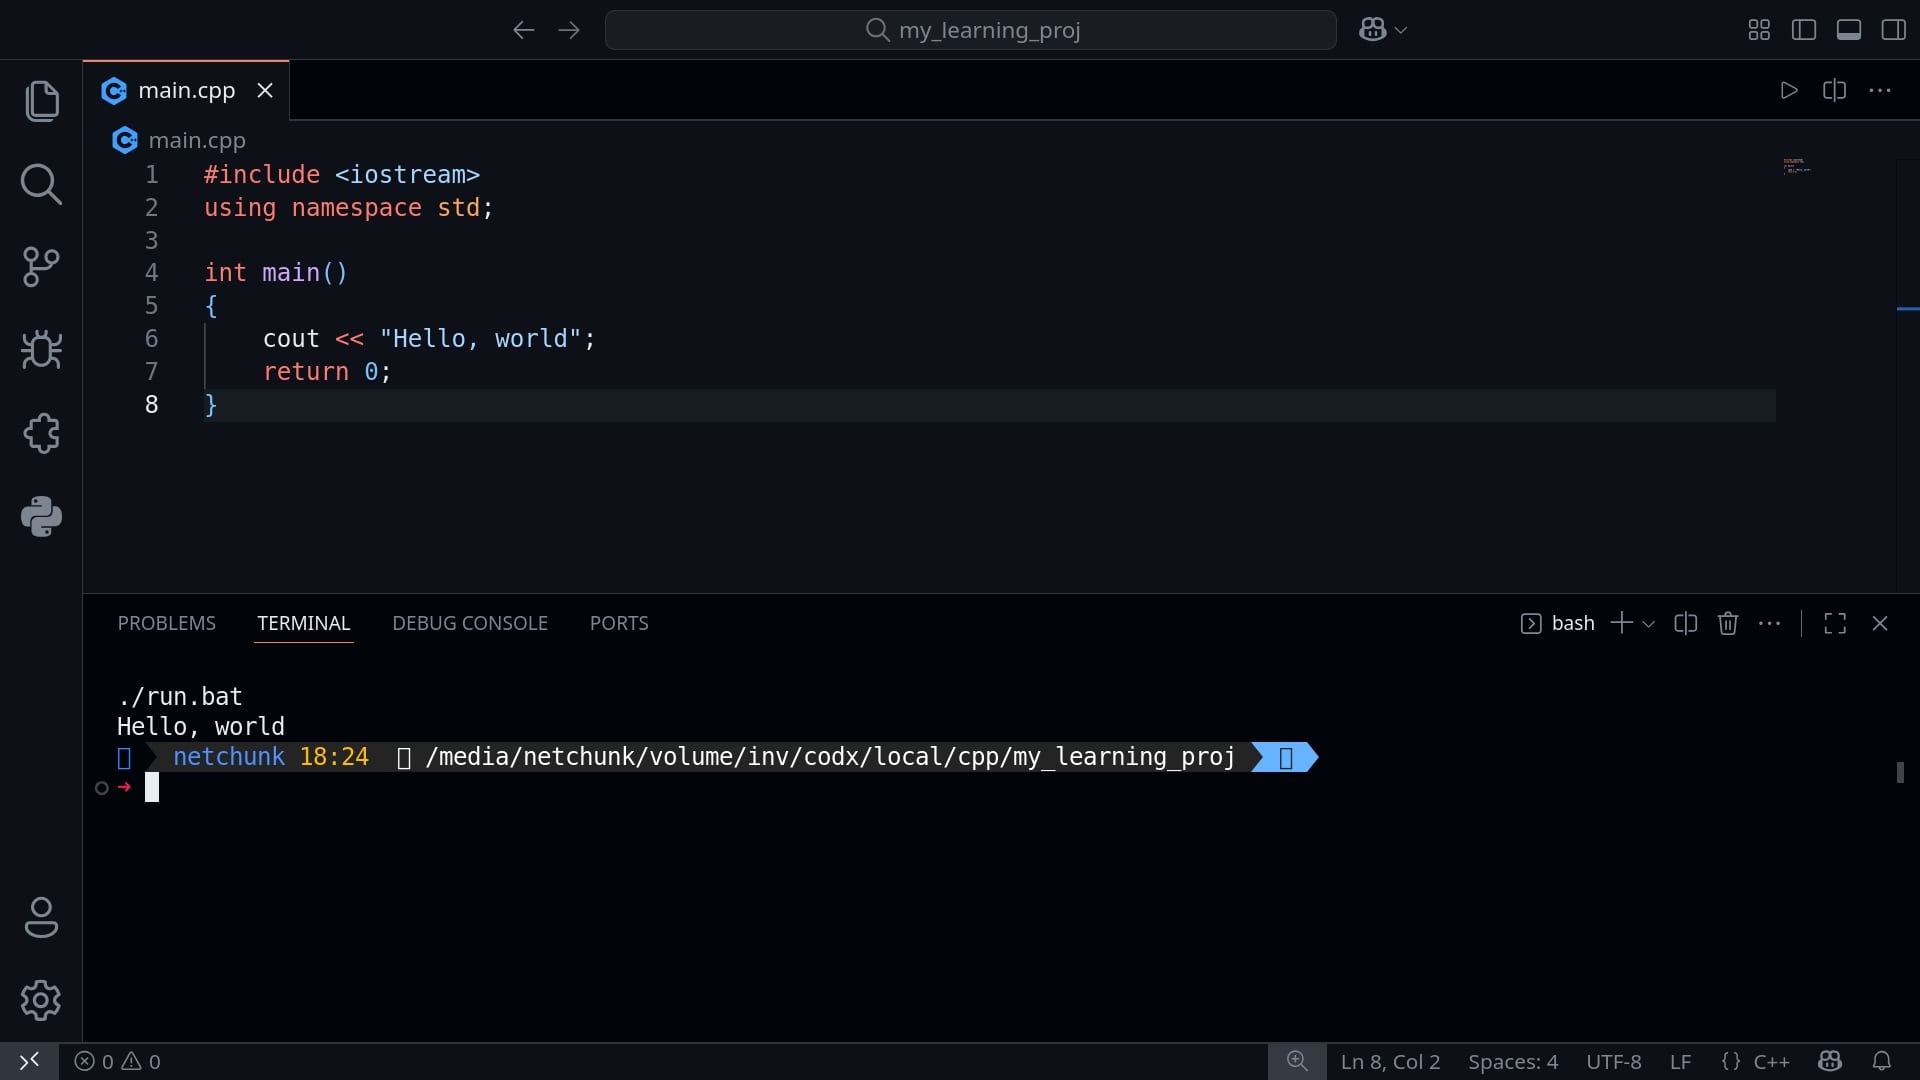 my_learning_proj
main.cpp
main.cpp
1 #include <iostream>
2 using namespace std;
3
4 int main()
5 {
6     cout << "Hello, world";
7     return 0;
8 }
PROBLEMS TERMINAL DEBUG CONSOLE PORTS bash
./run.bat
Hello, world
netchunk 18:24 /media/netchunk/volume/inv/codx/local/cpp/my_learning_proj
0 0 Ln 8, Col 2 Spaces: 4 UTF-8 LF {} C++